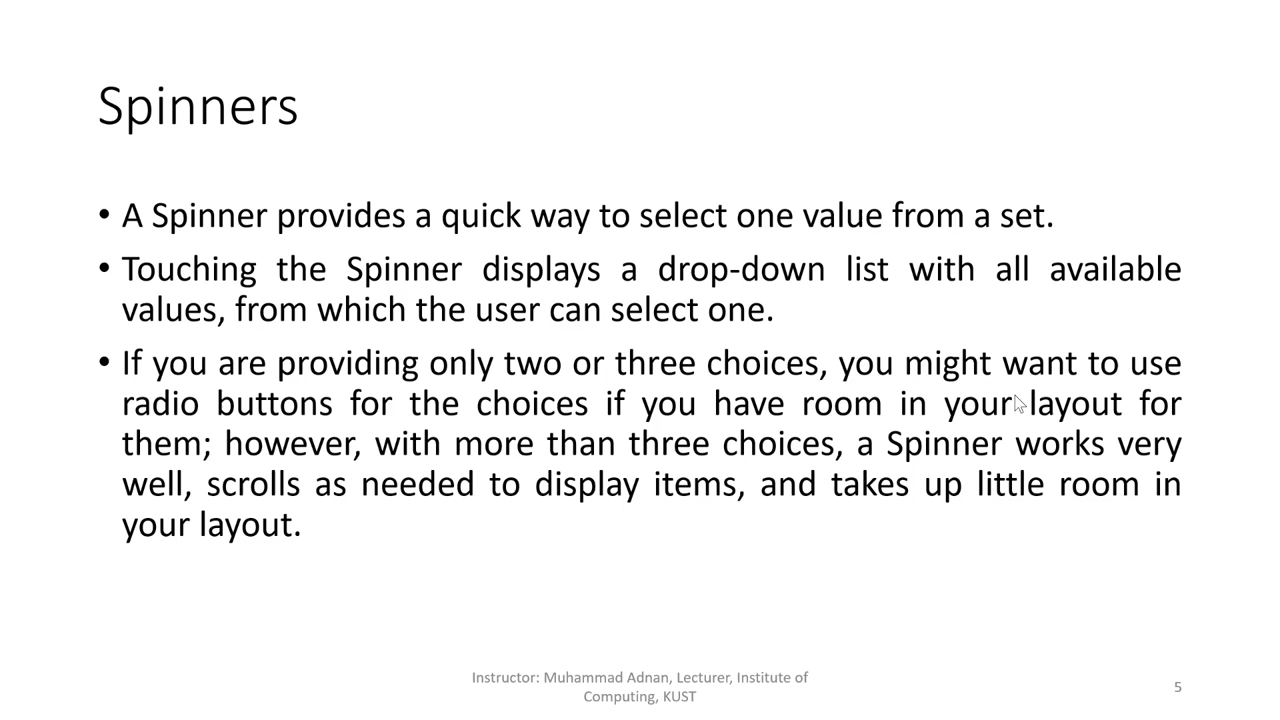 Spinners
• A Spinner provides a quick way to select one value from a set.
• Touching the Spinner displays a drop-down list with all available
values, from which the user can select one.
• If you are providing only two or three choices, you might want to use
radio buttons for the choices if you have room in your layout for
them; however, with more than three choices, a Spinner works very
well, scrolls as needed to display items, and takes up little room in
your layout.
Instructor: Muhammad Adnan, Lecturer, Institute of
Computing, KUST
5